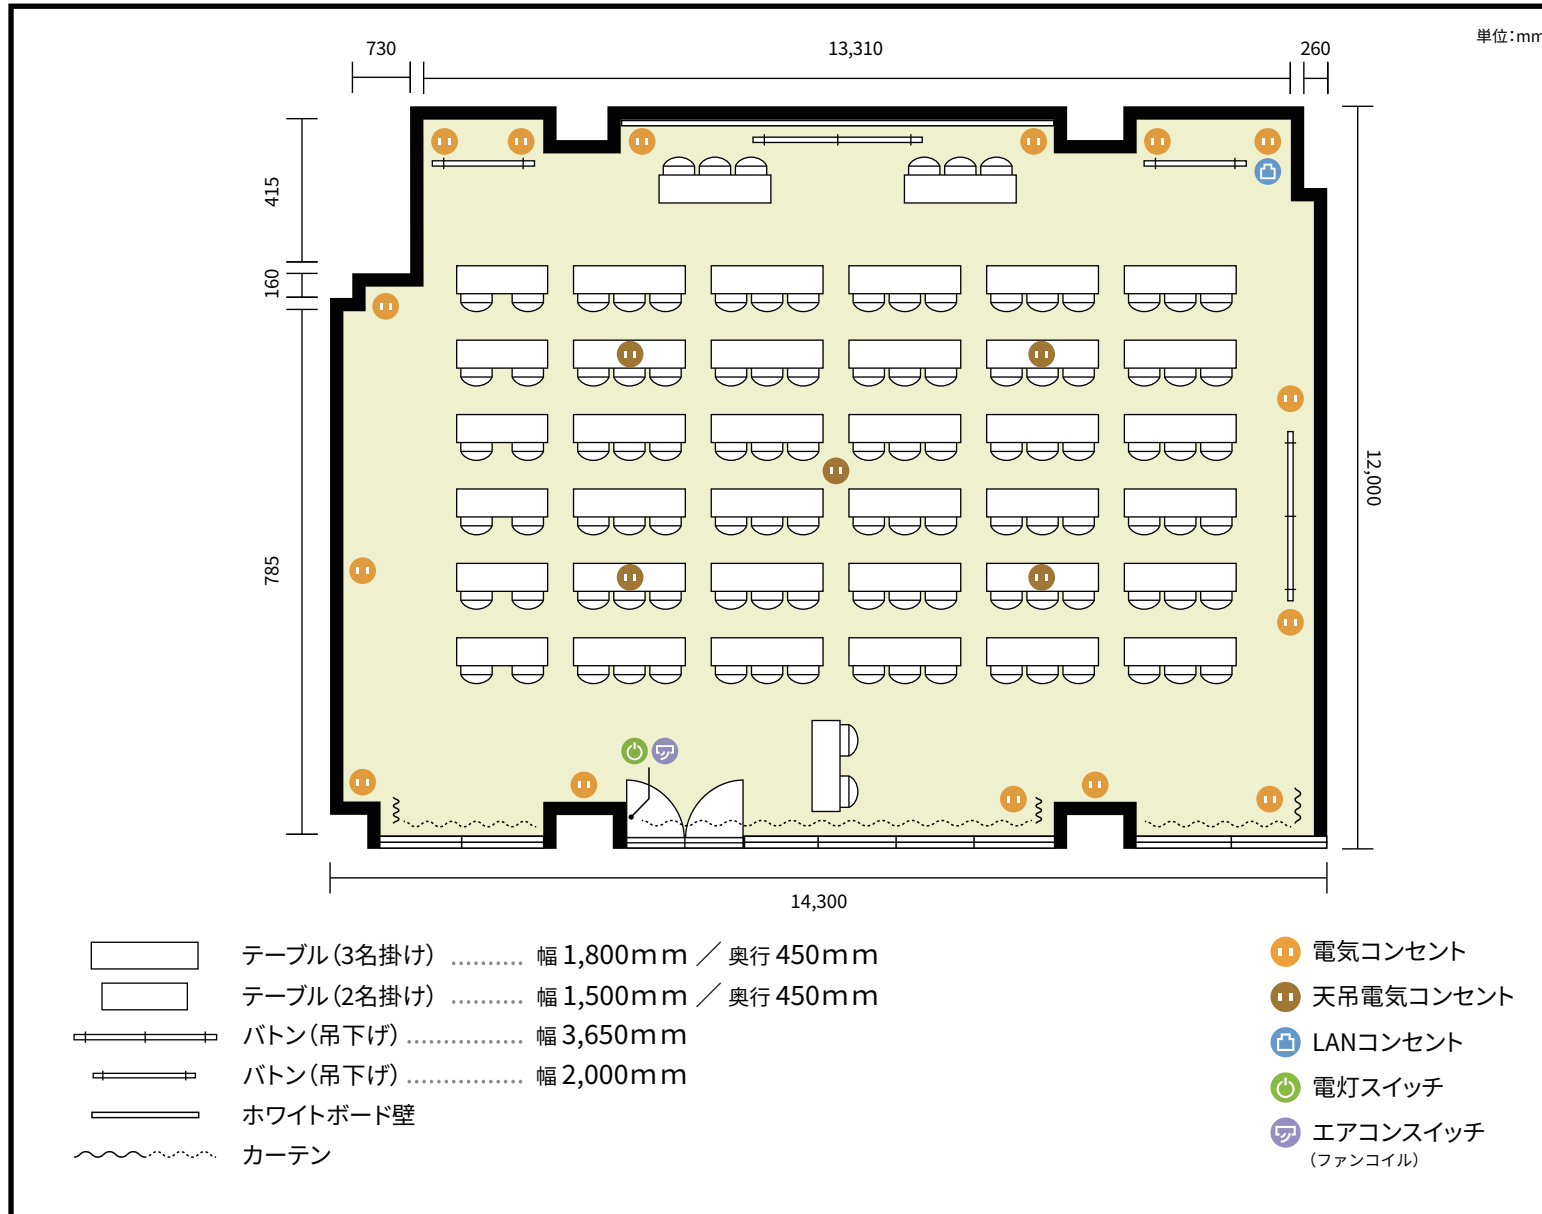 単位：mm
730
13,310
260
415
160
785
12,000
14,300
テーブル（3名掛け） .......... 幅 1,800mm ／ 奥行 450mm
テーブル（2名掛け） .......... 幅 1,500mm ／ 奥行 450mm
バトン（吊下げ） ................ 幅 3,650mm
バトン（吊下げ） ................ 幅 2,000mm
ホワイトボード壁
カーテン
電気コンセント
天吊電気コンセント
LANコンセント
電灯スイッチ
エアコンスイッチ
（ファンコイル）